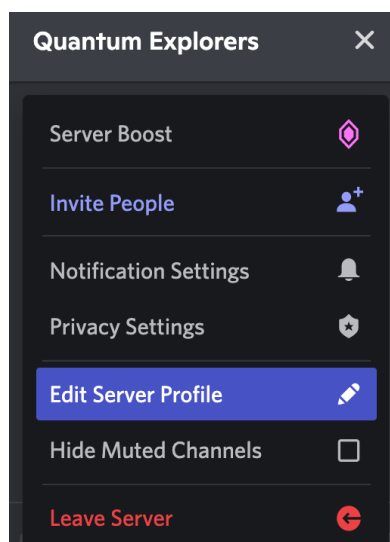 Quantum Explorers
Server Boost
Invite People
Notification Settings
Privacy Settings
Edit Server Profile
Hide Muted Channels
Leave Server